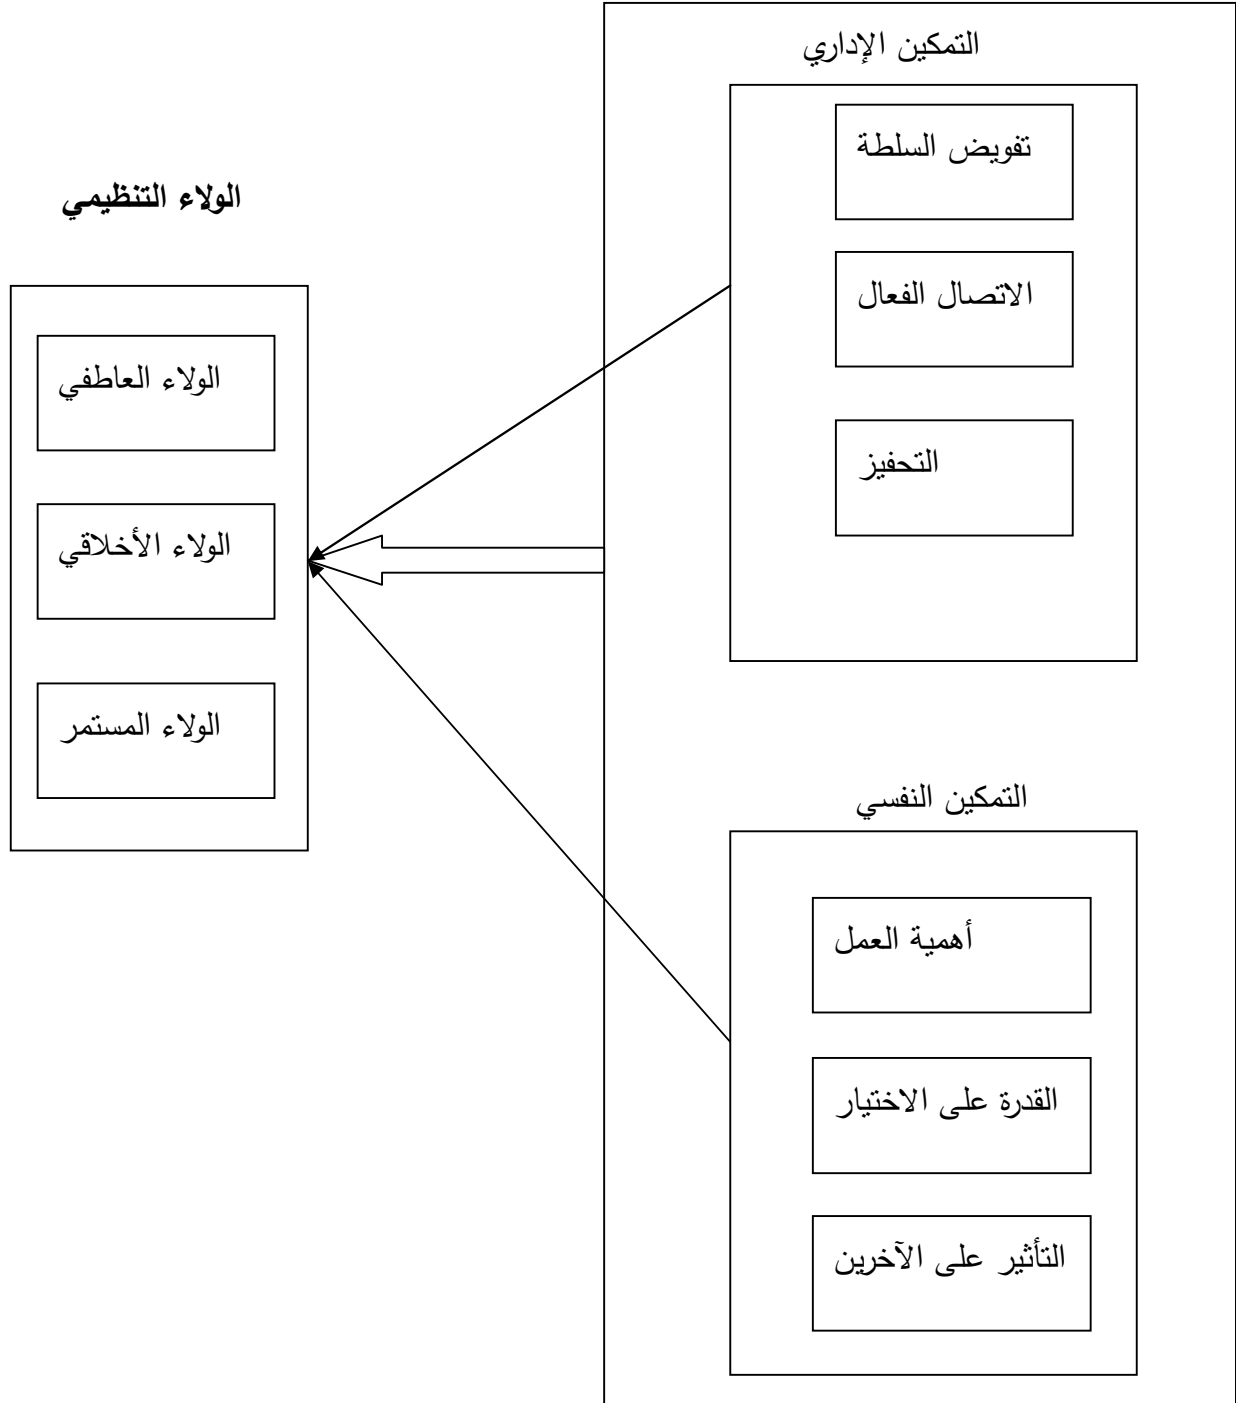 التمكين الإداري
تفويض السلطة
الاتصال الفعال
التحفيز
التمكين النفسي
أهمية العمل
القدرة على الاختيار
التأثير على الآخرين
الولاء التنظيمي
الولاء العاطفي
الولاء الأخلاقي
الولاء المستمر